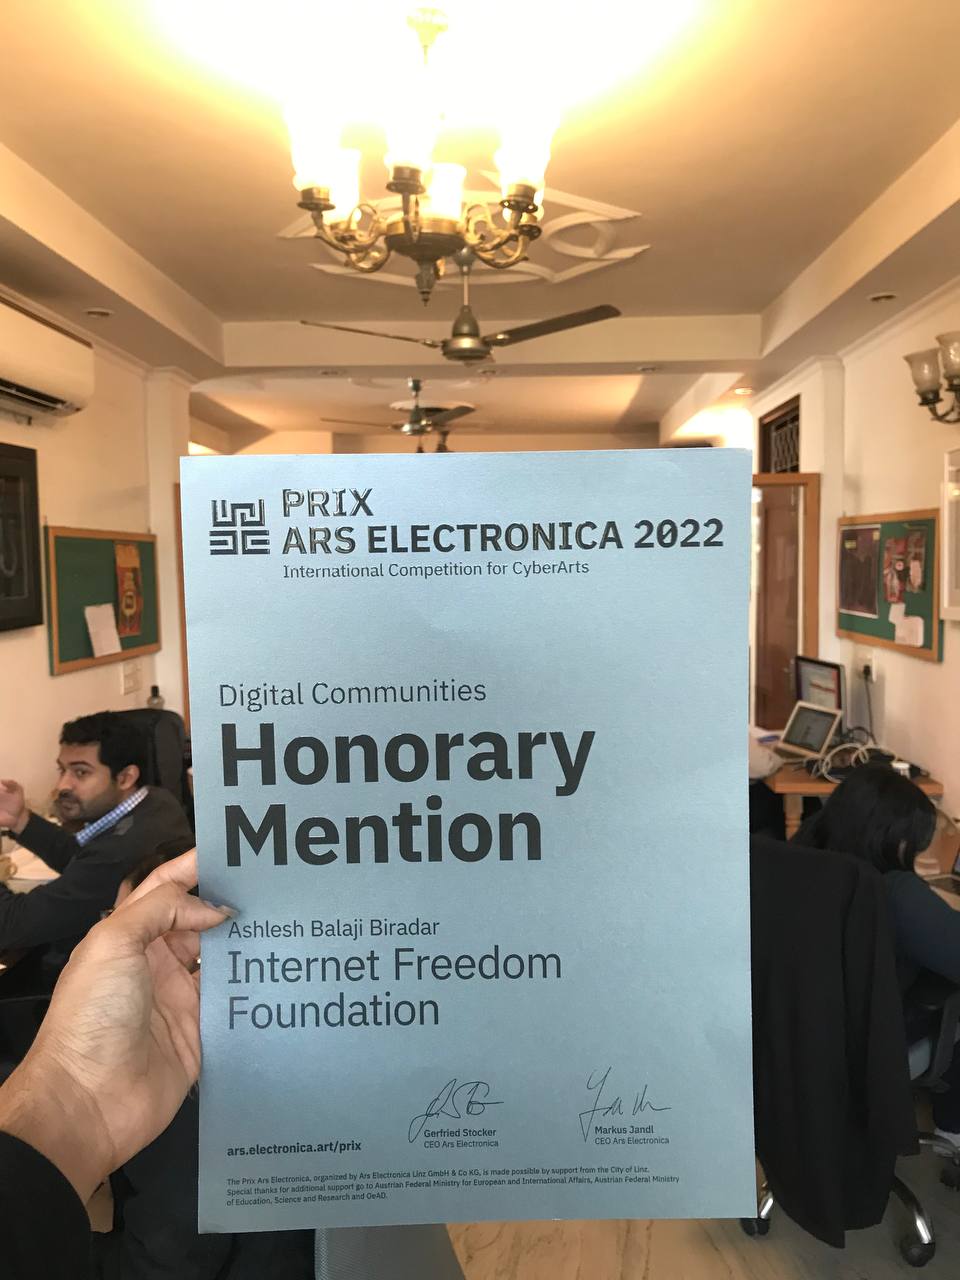 PRIX
ARS ELECTRONICA 2022
International Competition for CyberArts
Digital Communities
Honorary
Mention
Ashlesh Balaji Biradar
Internet Freedom
Foundation
Gerfried Stocker
CEO Ars Electronica
Markus Jandl
CEO Ars Electronica
ars.electronica.art/prix
The Prix Ars Electronica, organized by Ars Electronica Linz GmbH & Co KG, is made possible by support from the City of Linz.
Special thanks for additional support go to Austrian Federal Ministry for European and International Affairs, Austrian Federal Ministry
of Education, Science and Research and OeAD.